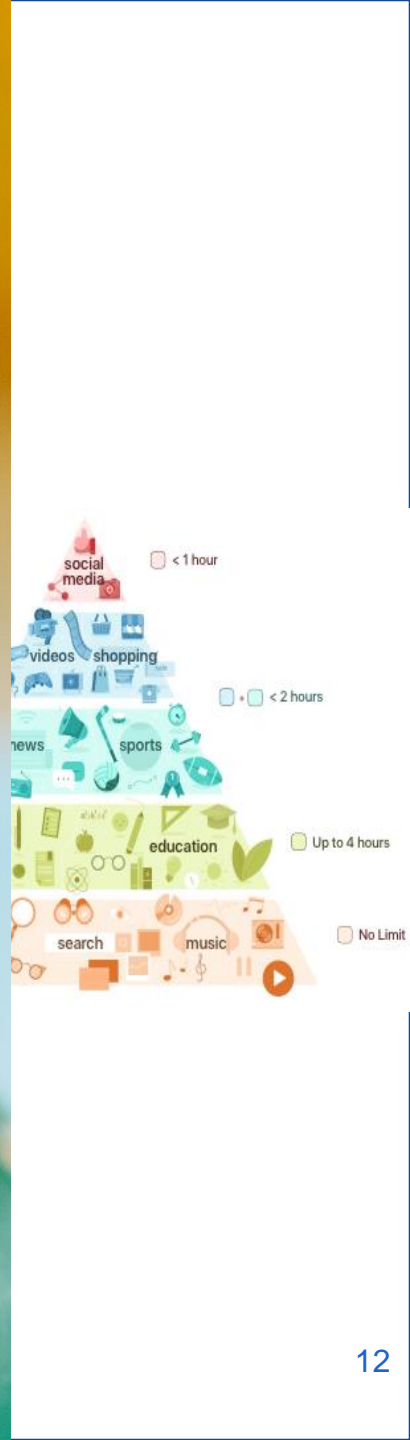 social
media
< 1 hour
videos shopping
+ < 2 hours
news sports
education
Up to 4 hours
search music
No Limit
12